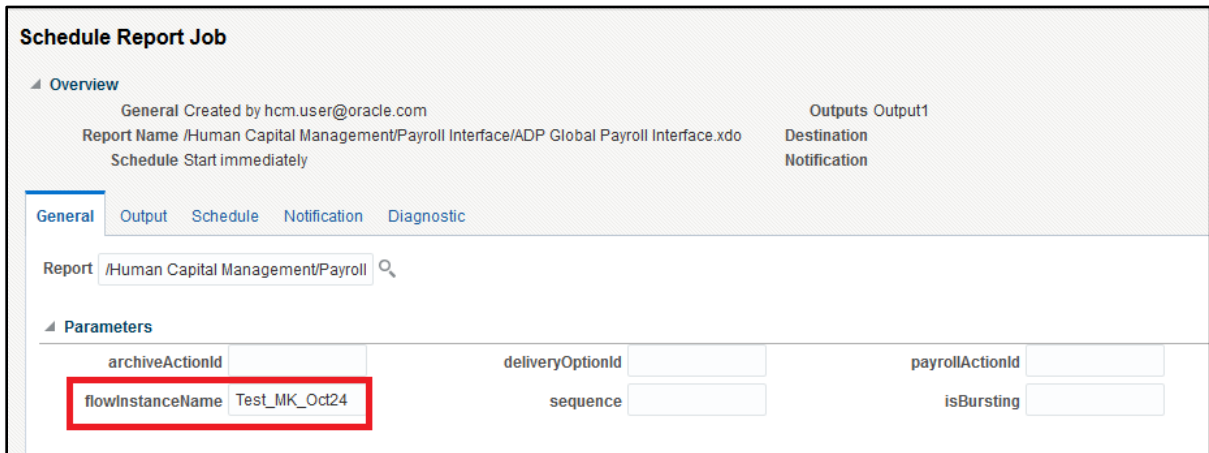 Schedule Report Job
Overview
General Created by hcm.user@oracle.com Outputs Output1
Report Name /Human Capital Management/Payroll Interface/ADP Global Payroll Interface.xdo Destination
Schedule Start immediately Notification
General Output Schedule Notification Diagnostic
Report /Human Capital Management/Payroll
Parameters
archiveActionId deliveryOptionId payrollActionId
flowInstanceName Test_MK_Oct24 sequence isBursting